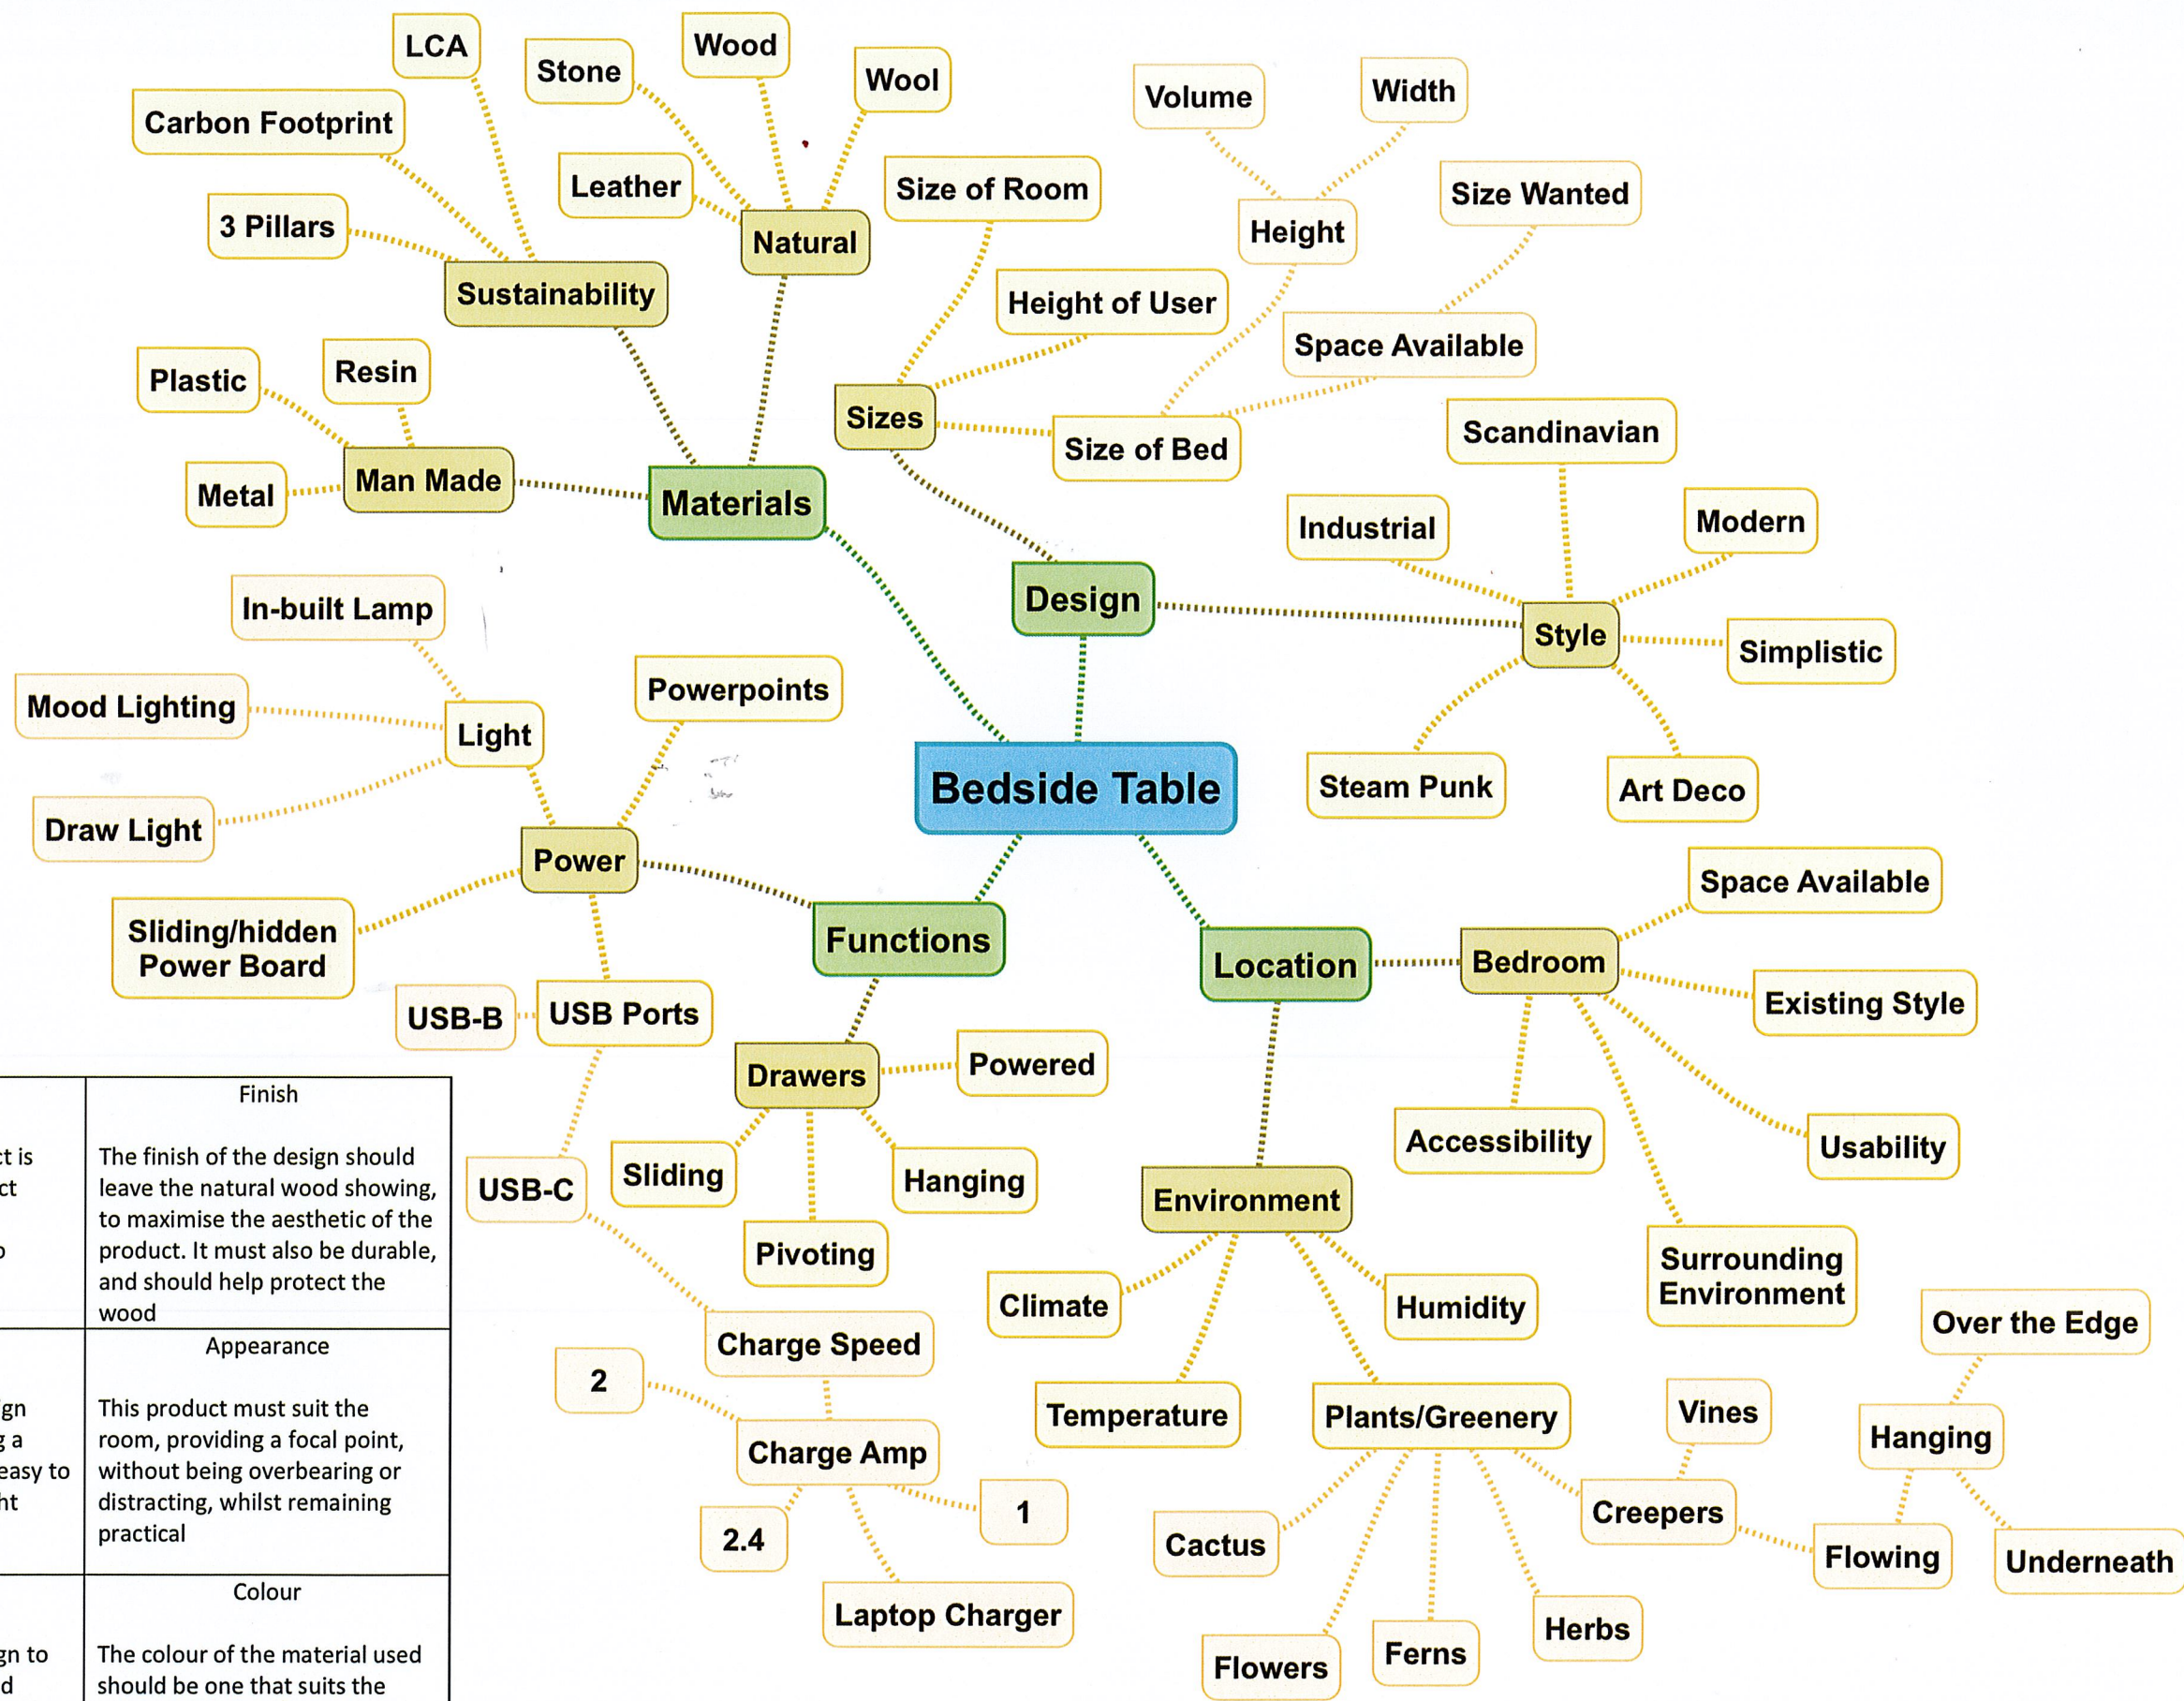 LCA
Stone
Wood
Wool
Carbon Footprint
Leather
3 Pillars
Natural
Sustainability
Plastic
Resin
Man Made
Metal
Materials
Volume
Width
Size of Room
Height
Size Wanted
Height of User
Space Available
Sizes
Size of Bed
Scandinavian
Industrial
Modern
Design
Style
Simplistic
Steam Punk
Art Deco
In-built Lamp
Mood Lighting
Light
Powerpoints
Draw Light
Power
Bedside Table
Sliding/hidden
Power Board
Functions
USB-B
USB Ports
Drawers
Powered
USB-C
Sliding
Hanging
Pivoting
Charge Speed
2
Charge Amp
2.4
1
Laptop Charger
Location
Bedroom
Space Available
Existing Style
Accessibility
Usability
Surrounding
Environment
Environment
Climate
Humidity
Temperature
Plants/Greenery
Vines
Over the Edge
Hanging
Creepers
Flowing
Underneath
Cactus
Flowers
Ferns
Herbs
Finish
The finish of the design should
leave the natural wood showing,
to maximise the aesthetic of the
product. It must also be durable,
and should help protect the
wood
Appearance
easy to
This product must suit the
room, providing a focal point,
without being overbearing or
distracting, whilst remaining
practical
Colour
The colour of the material used
should be one that suits the